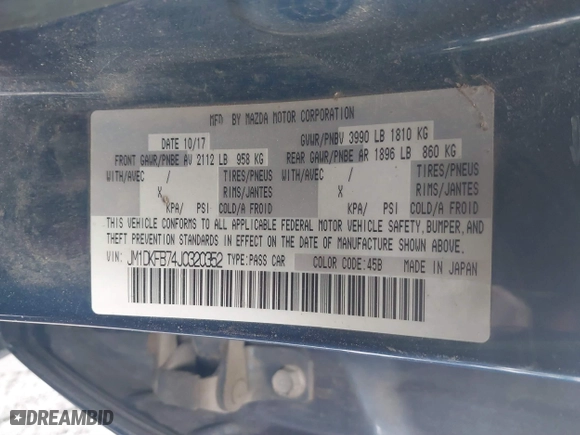 MFD BY MAZDA MOTOR CORPORATION
DATE 10/17 GVWR/PNBV 3990 LB 1810 KG
FRONT GAWR/PNBE AV 2112 LB 958 KG REAR GAWR/PNBE AR 1896 LB 860 KG
WITH/AVEC / TIRES/PNEUS WITH/AVEC / TIRES/PNEUS
X RIMS/JANTES X RIMS/JANTES
KPA/ PSI COLD/A FROID KPA/ PSI COLD/A FROID
THIS VEHICLE CONFORMS TO ALL APPLICABLE FEDERAL MOTOR VEHICLE SAFETY, BUMPER, AND
THEFT PREVENTION STANDARDS IN EFFECT ON THE DATE OF MANUFACTURE SHOWN ABOVE.
VIN: JM1DKFB74J0320352 TYPE:PASS CAR COLOR CODE:45B MADE IN JAPAN
DREAMBID